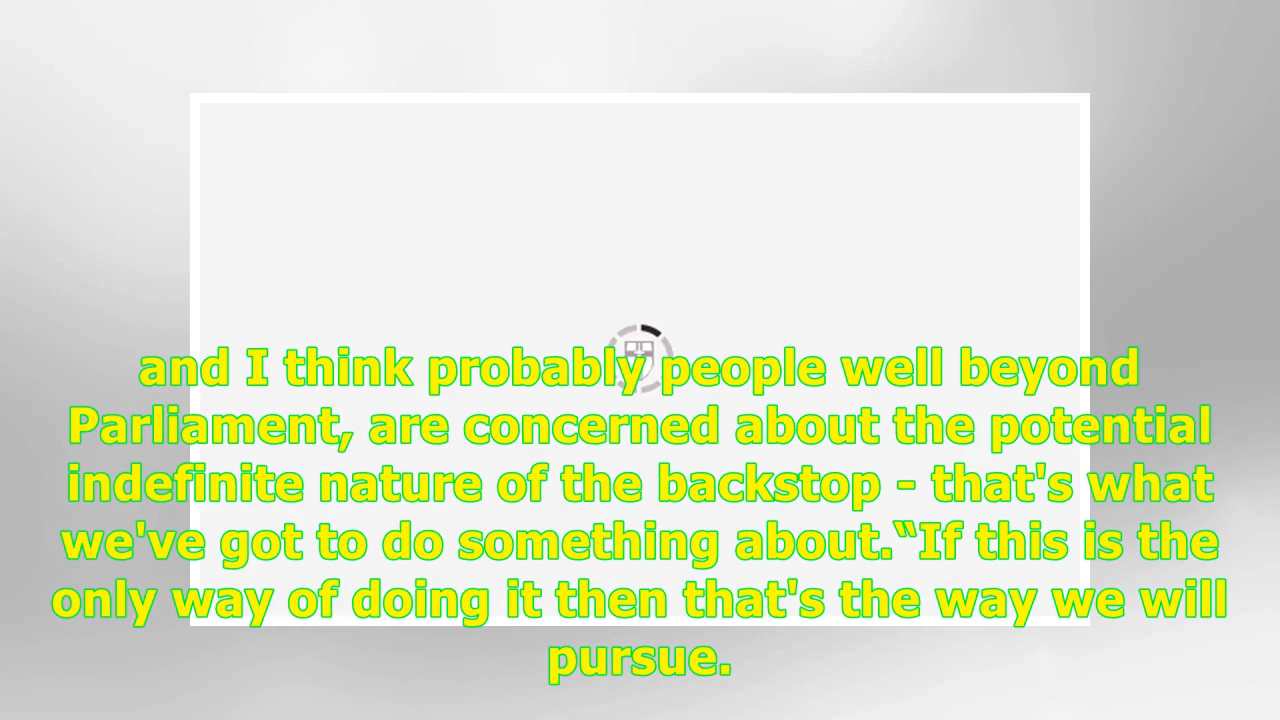 and I think probably people well beyond
Parliament, are concerned about the potential
indefinite nature of the backstop - that's what
we've got to do something about.“If this is the
only way of doing it then that's the way we will
pursue.